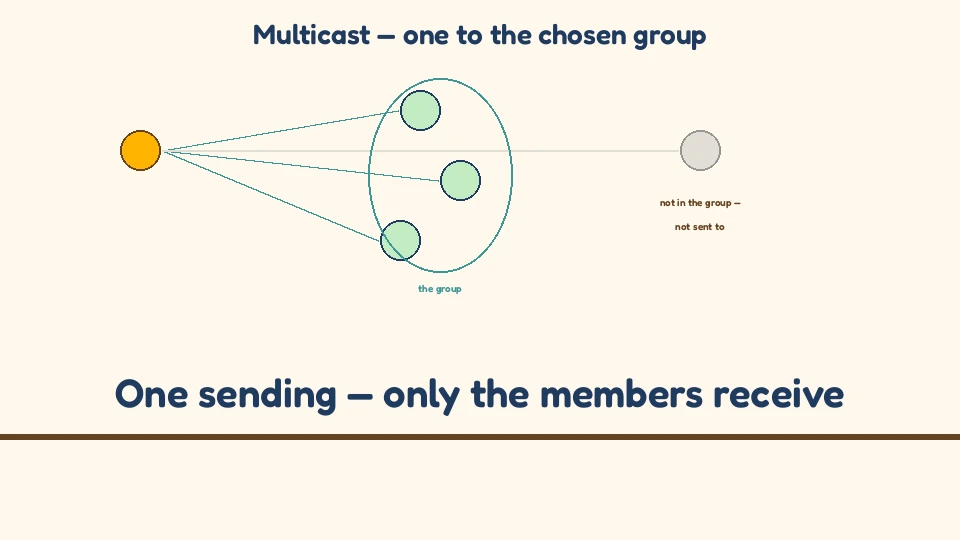 Multicast — one to the chosen group
not in the group —
not sent to
the group
One sending — only the members receive